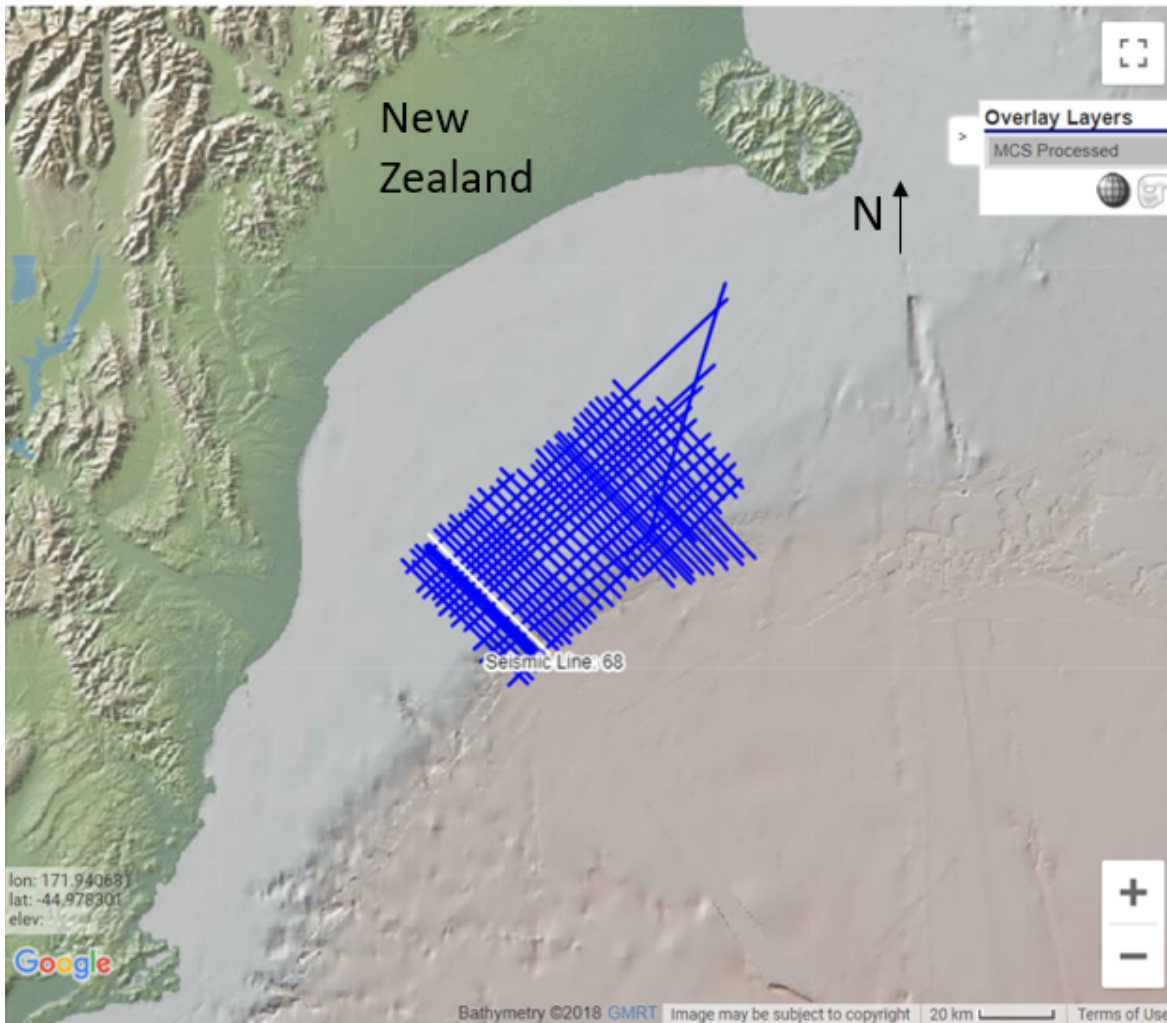 New
Zealand
Overlay Layers
>
MCS Processed
N
Seismic Line: 68
lon: 171.940681
lat: -44.978301
elev:
+
−
Google
Bathymetry ©2018 GMRT Image may be subject to copyright 20 km Terms of Use